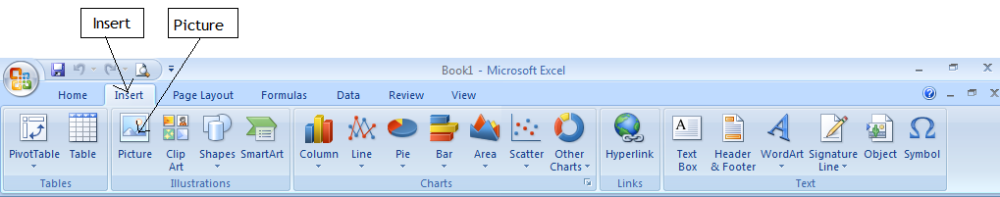 Insert
Picture
Book1 - Microsoft Excel
Home Insert Page Layout Formulas Data Review View
PivotTable Table Picture Clip Art Shapes SmartArt Column Line Pie Bar Area Scatter Other Charts Hyperlink Text Box Header & Footer WordArt Signature Line Object Symbol
Tables Illustrations Charts Links Text